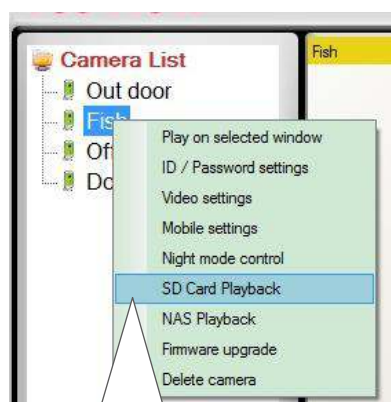 Camera List
Fish
Out door
Fish
Play on selected window
ID / Password settings
Video settings
Mobile settings
Night mode control
SD Card Playback
NAS Playback
Firmware upgrade
Delete camera